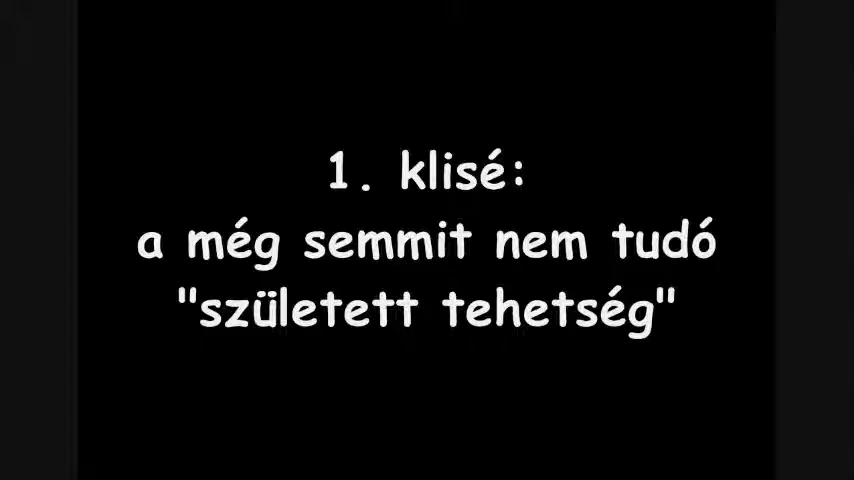 1. klisé:
a még semmit nem tudó
"született tehetség"